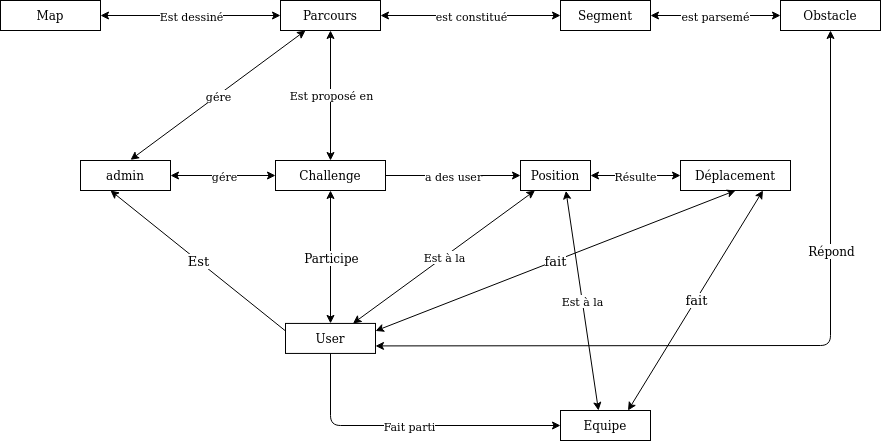 Map
Est dessiné
Parcours
est constitué
Segment
est parsemé
Obstacle
gére
Est proposé en
admin
gére
Challenge
a des user
Position
Résulte
Déplacement
Est
Participe
Est à la
fait
Répond
Est à la
fait
User
Fait parti
Equipe